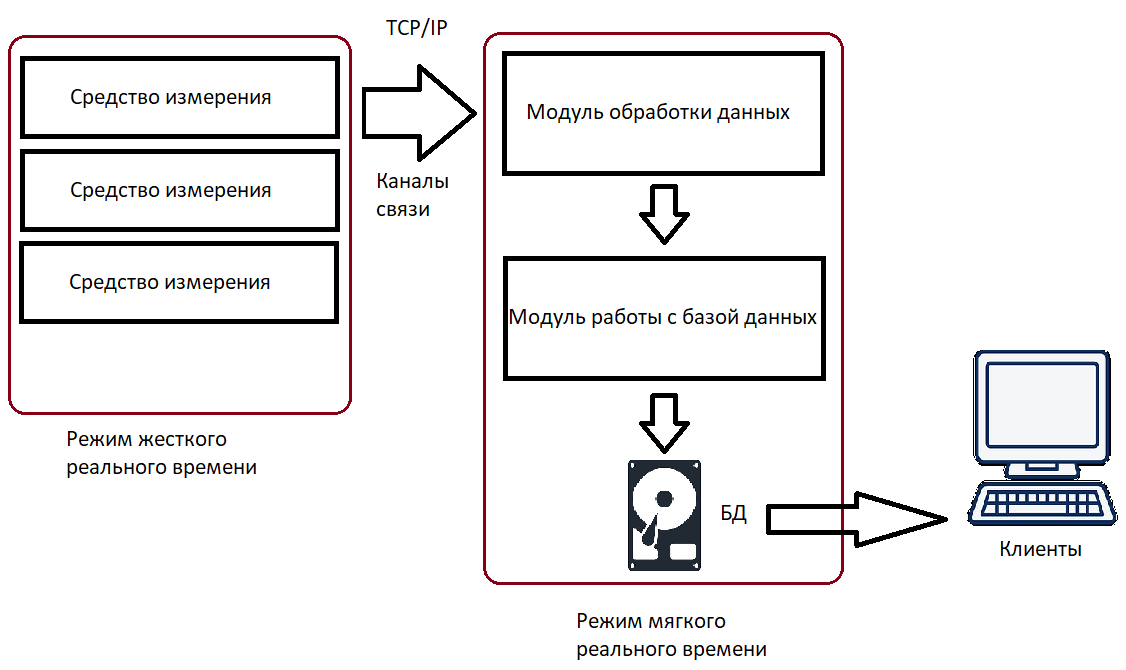 TCP/IP
Средство измерения
Средство измерения
Средство измерения
Каналы
связи
Режим жесткого
реального времени
Модуль обработки данных
Модуль работы с базой данных
БД
Режим мягкого
реального времени
Клиенты